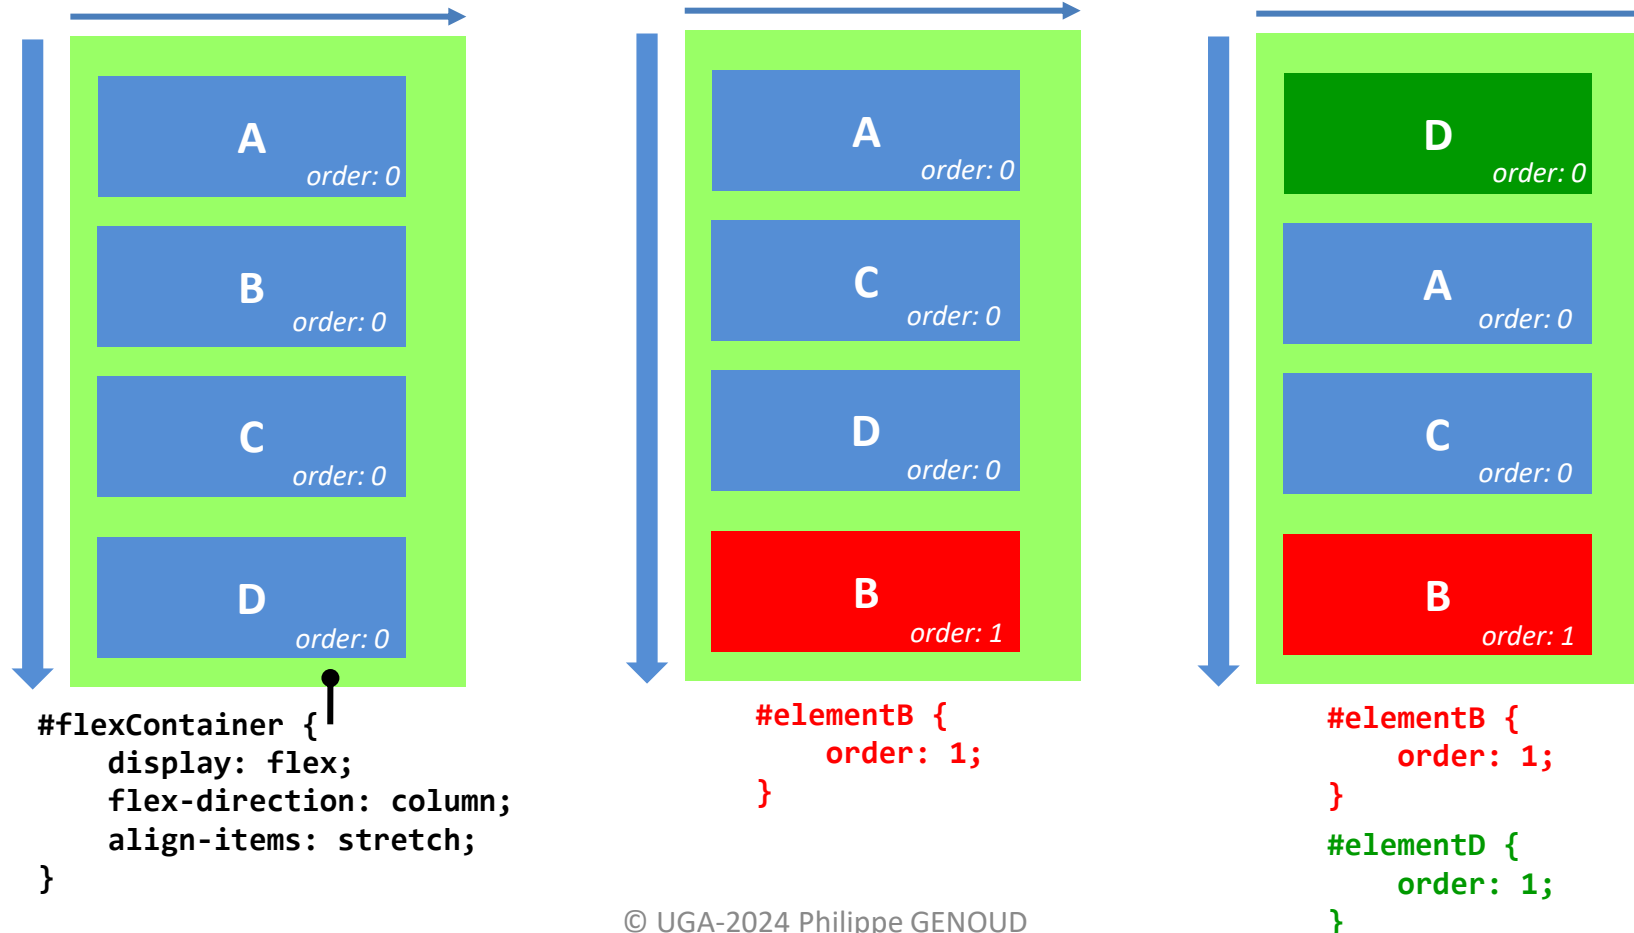 A
order: 0
B
order: 0
C
order: 0
D
order: 0
#flexContainer {
display: flex;
flex-direction: column;
align-items: stretch;
}
A
order: 0
C
order: 0
D
order: 0
B
order: 1
#elementB {
order: 1;
}
D
order: 0
A
order: 0
C
order: 0
B
order: 1
#elementB {
order: 1;
}
#elementD {
order: 1;
}
© UGA-2024 Philippe GENOUD